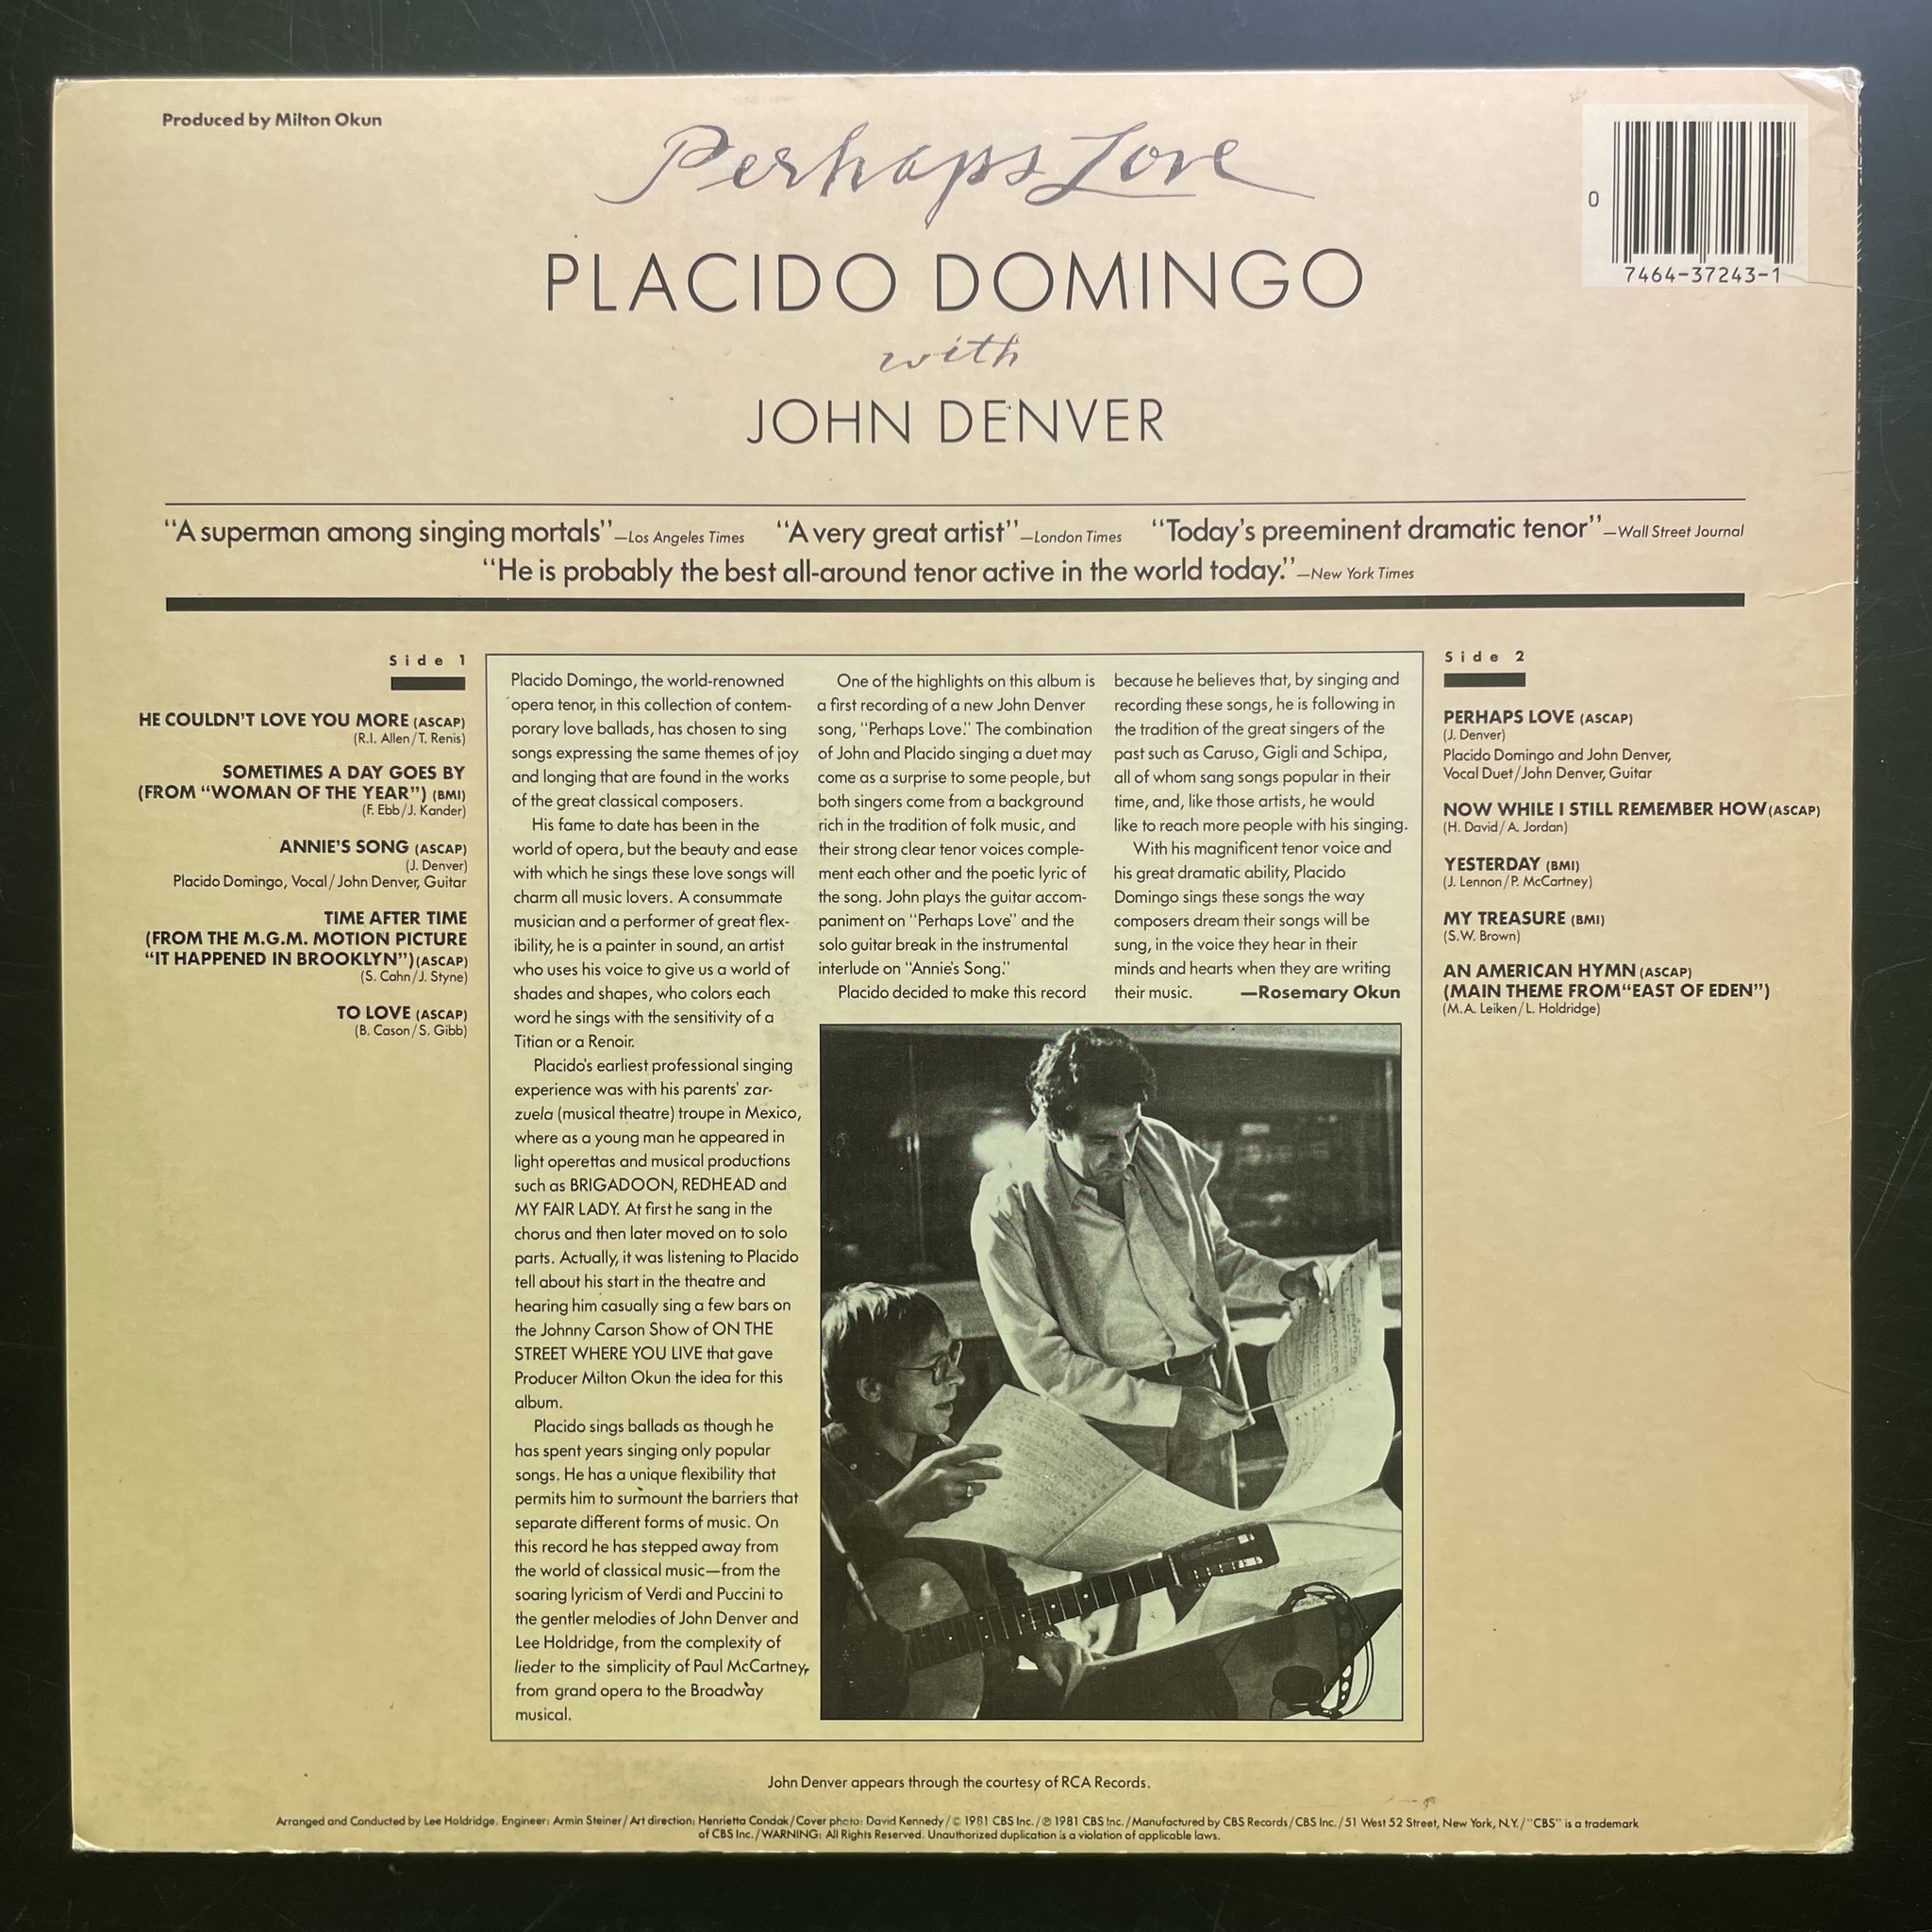 Produced by Milton Okun
Perhaps Love
PLACIDO DOMINGO
with
JOHN DENVER
0
7464-37243-1
“A superman among singing mortals”—Los Angeles Times “A very great artist”—London Times “Today’s preeminent dramatic tenor”—Wall Street Journal
“He is probably the best all-around tenor active in the world today.”—New York Times
Side 1
HE COULDN’T LOVE YOU MORE (ASCAP)
(R.I. Allen/T. Renis)
SOMETIMES A DAY GOES BY
(FROM “WOMAN OF THE YEAR”) (BMI)
(F. Ebb/J. Kander)
ANNIE’S SONG (ASCAP)
(J. Denver)
Placido Domingo, Vocal/John Denver, Guitar
TIME AFTER TIME
(FROM THE M.G.M. MOTION PICTURE
“IT HAPPENED IN BROOKLYN”) (ASCAP)
(S. Cahn/J. Styne)
TO LOVE (ASCAP)
(B. Cason/S. Gibb)
Placido Domingo, the world-renowned
opera tenor, in this collection of contem-
porary love ballads, has chosen to sing
songs expressing the same themes of joy
and longing that are found in the works
of the great classical composers.
His fame to date has been in the
world of opera, but the beauty and ease
with which he sings these love songs will
charm all music lovers. A consummate
musician and a performer of great flex-
ibility, he is a painter in sound, an artist
who uses his voice to give us a world of
shades and shapes, who colors each
word he sings with the sensitivity of a
Titian or a Renoir.
Placido’s earliest professional singing
experience was with his parents’ zar-
zuela (musical theatre) troupe in Mexico,
where as a young man he appeared in
light operettas and musical productions
such as BRIGADOON, REDHEAD and
MY FAIR LADY. At first he sang in the
chorus and then later moved on to solo
parts. Actually, it was listening to Placido
tell about his start in the theatre and
hearing him casually sing a few bars on
the Johnny Carson Show of ON THE
STREET WHERE YOU LIVE that gave
Producer Milton Okun the idea for this
album.
Placido sings ballads as though he
has spent years singing only popular
songs. He has a unique flexibility that
permits him to surmount the barriers that
separate different forms of music. On
this record he has stepped away from
the world of classical music—from the
soaring lyricism of Verdi and Puccini to
the gentler melodies of John Denver and
Lee Holdridge, from the complexity of
lieder to the simplicity of Paul McCartney,
from grand opera to the Broadway
musical.
One of the highlights on this album is
a first recording of a new John Denver
song, “Perhaps Love.” The combination
of John and Placido singing a duet may
come as a surprise to some people, but
both singers come from a background
rich in the tradition of folk music, and
their strong clear tenor voices comple-
ment each other and the poetic lyric of
the song. John plays the guitar accom-
paniment on “Perhaps Love” and the
solo guitar break in the instrumental
interlude on “Annie’s Song.”
Placido decided to make this record
because he believes that, by singing and
recording these songs, he is following in
the tradition of the great singers of the
past such as Caruso, Gigli and Schipa,
all of whom sang songs popular in their
time, and, like those artists, he would
like to reach more people with his singing.
With his magnificent tenor voice and
his great dramatic ability, Placido
Domingo sings these songs the way
composers dream their songs will be
sung, in the voice they hear in their
minds and hearts when they are writing
their music. —Rosemary Okun
Side 2
PERHAPS LOVE (ASCAP)
(J. Denver)
Placido Domingo and John Denver,
Vocal Duet/John Denver, Guitar
NOW WHILE I STILL REMEMBER HOW (ASCAP)
(H. David/A. Jordan)
YESTERDAY (BMI)
(J. Lennon/P. McCartney)
MY TREASURE (BMI)
(S.W. Brown)
AN AMERICAN HYMN (ASCAP)
(MAIN THEME FROM “EAST OF EDEN”)
(M.A. Leiken/L. Holdridge)
John Denver appears through the courtesy of RCA Records.
Arranged and Conducted by Lee Holdridge. Engineer: Armin Steiner/Art direction: Henrietta Condak/Cover photo: David Kennedy/© 1981 CBS Inc./℗ 1981 CBS Inc./Manufactured by CBS Records/CBS Inc./51 West 52 Street, New York, N.Y./“CBS” is a trademark
of CBS Inc./WARNING: All Rights Reserved. Unauthorized duplication is a violation of applicable laws.